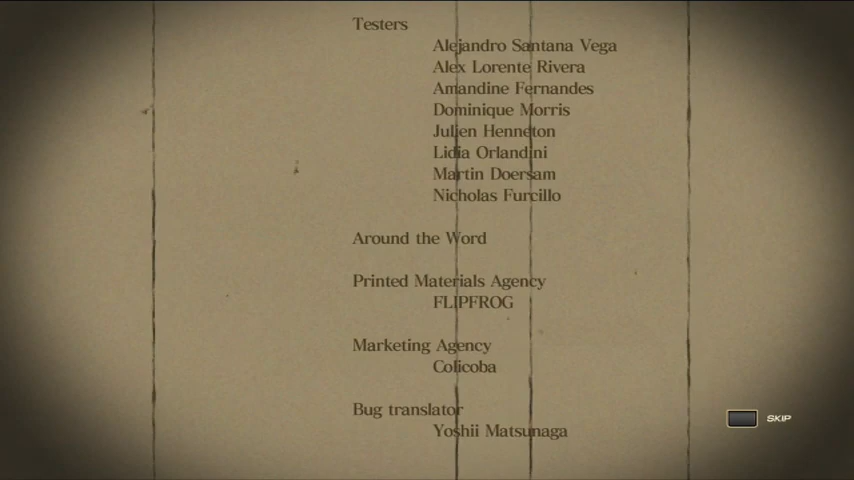 Testers
Alejandro Santana Vega
Alex Lorente Rivera
Amandine Fernandes
Dominique Morris
Julien Henneton
Lidia Orlandini
Martin Doersam
Nicholas Furcillo
Around the Word
Printed Materials Agency
FLIPFROG
Marketing Agency
Colicoba
Bug translator
Yoshii Matsunaga
SKIP